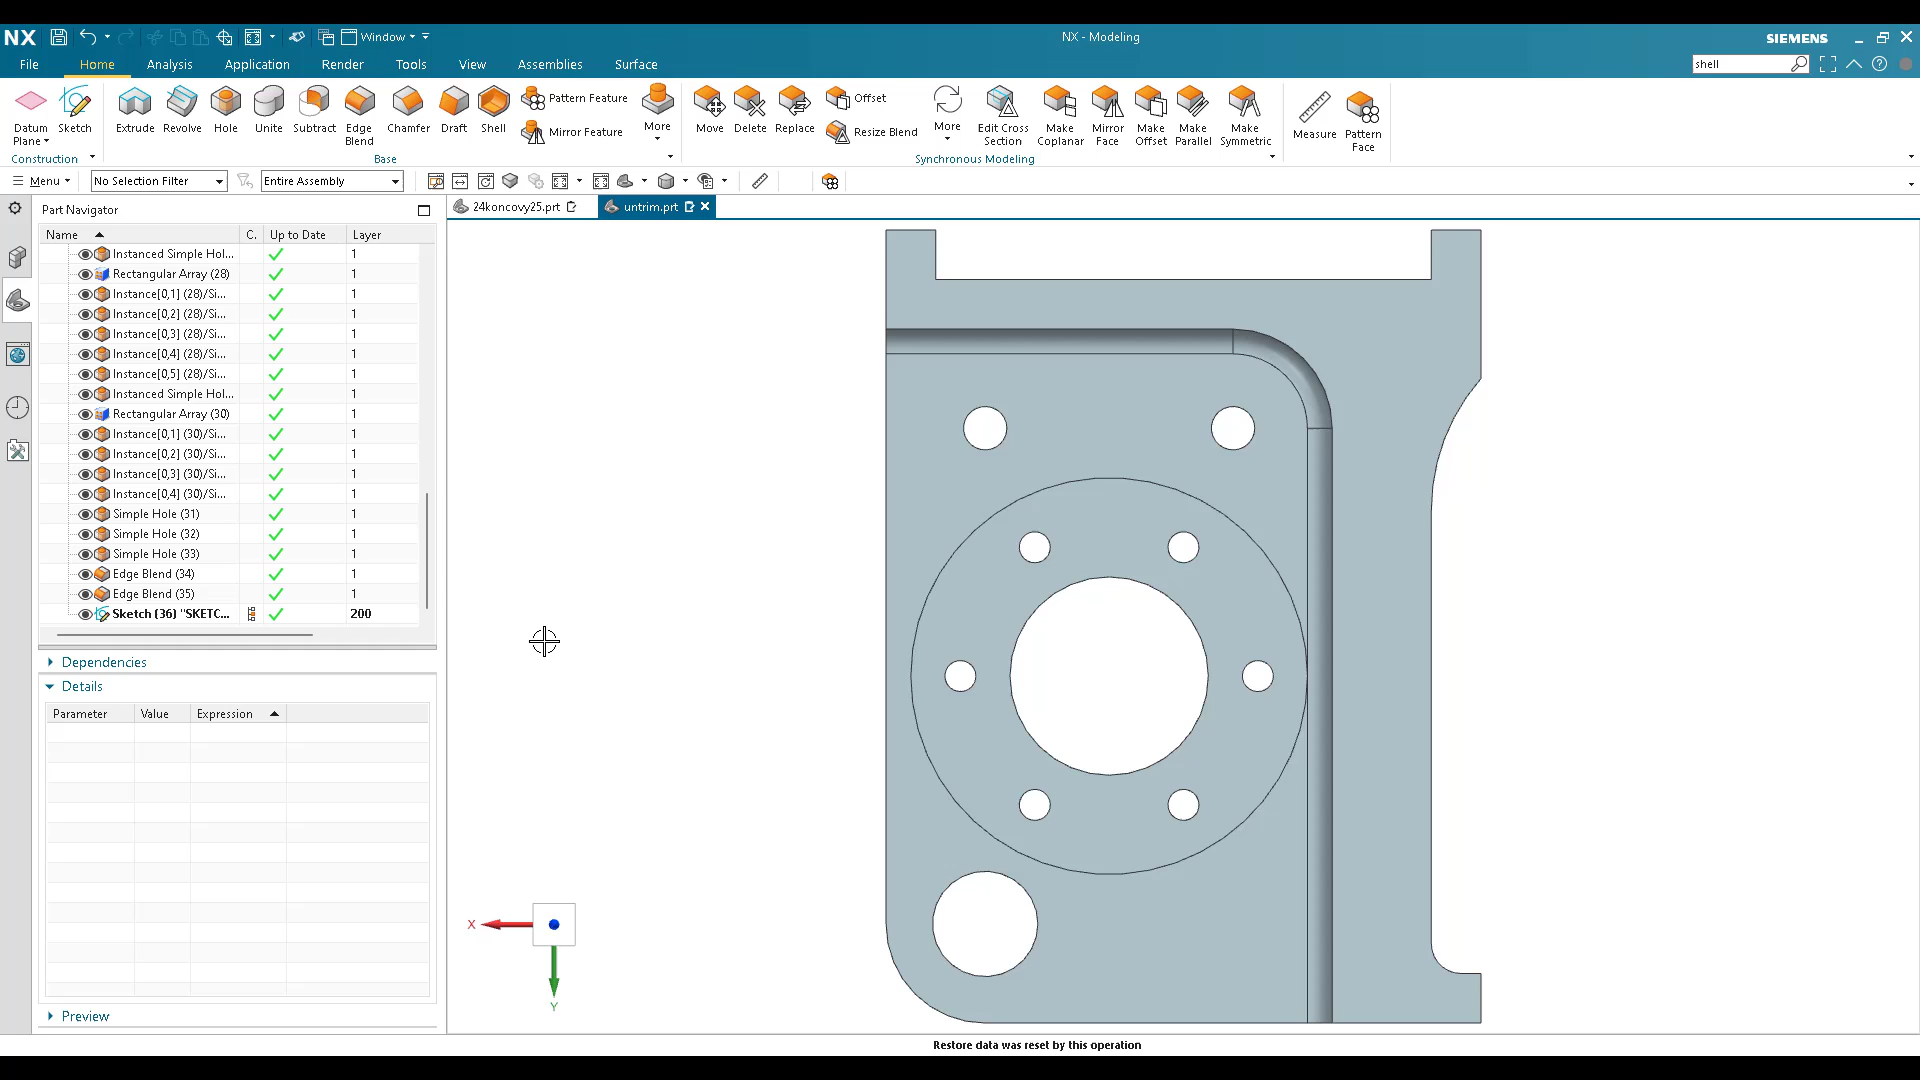 NX
Window
NX - Modeling
SIEMENS
File
Home
Analysis
Application
Render
Tools
View
Assemblies
Surface
shell
Datum Plane
Sketch
Extrude
Revolve
Hole
Unite
Subtract
Edge Blend
Chamfer
Draft
Shell
Pattern Feature
Mirror Feature
More
Move
Delete
Replace
Offset
Resize Blend
More
Edit Cross Section
Make Coplanar
Mirror Face
Make Offset
Make Parallel
Make Symmetric
Measure
Pattern Face
Construction
Base
Synchronous Modeling
Menu
No Selection Filter
Entire Assembly
Part Navigator
24koncovy25.prt
untrim.prt
Name C. Up to Date Layer
Instanced Simple Hol... 1
Rectangular Array (28) 1
Instance[0,1] (28)/Si... 1
Instance[0,2] (28)/Si... 1
Instance[0,3] (28)/Si... 1
Instance[0,4] (28)/Si... 1
Instance[0,5] (28)/Si... 1
Instanced Simple Hol... 1
Rectangular Array (30) 1
Instance[0,1] (30)/Si... 1
Instance[0,2] (30)/Si... 1
Instance[0,3] (30)/Si... 1
Instance[0,4] (30)/Si... 1
Simple Hole (31) 1
Simple Hole (32) 1
Simple Hole (33) 1
Edge Blend (34) 1
Edge Blend (35) 1
Sketch (36) "SKETC... 200
Dependencies
Details
Parameter Value Expression
Preview
X
Y
Restore data was reset by this operation